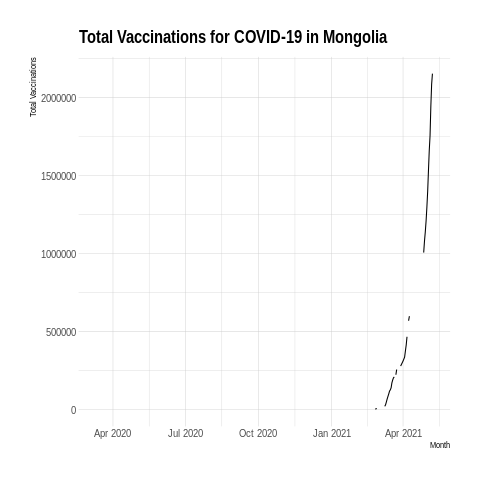 Total Vaccinations for COVID-19 in Mongolia
Total Vaccinations
2000000
1500000
1000000
500000
0
Apr 2020 Jul 2020 Oct 2020 Jan 2021 Apr 2021
Month